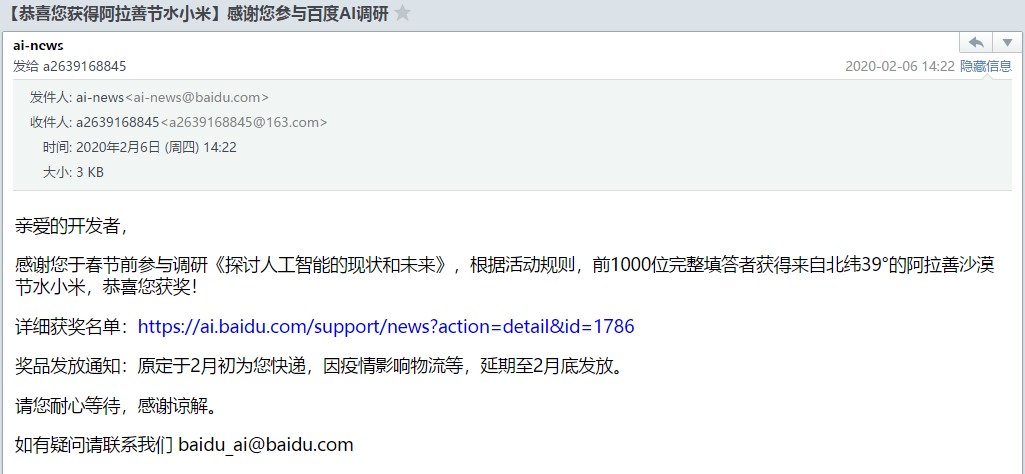 【恭喜您获得阿拉善节水小米】感谢您参与百度AI调研
ai-news
发给 a2639168845
2020-02-06 14:22 隐藏信息
发件人: ai-news<ai-news@baidu.com>
收件人: a2639168845<a2639168845@163.com>
时间: 2020年2月6日 (周四) 14:22
大小: 3 KB
亲爱的开发者，
感谢您于春节前参与调研《探讨人工智能的现状和未来》，根据活动规则，前1000位完整填答者获得来自北纬39°的阿拉善沙漠
节水小米，恭喜您获奖！
详细获奖名单：https://ai.baidu.com/support/news?action=detail&id=1786
奖品发放通知：原定于2月初为您快递，因疫情影响物流等，延期至2月底发放。
请您耐心等待，感谢谅解。
如有疑问请联系我们 baidu_ai@baidu.com